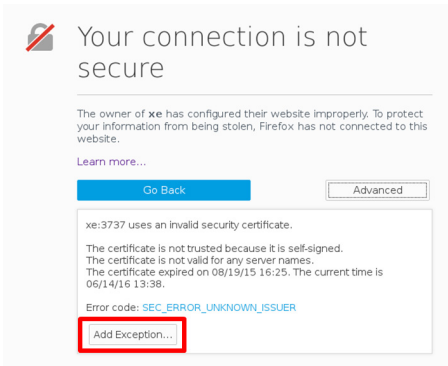 Your connection is not
secure
The owner of xe has configured their website improperly. To protect
your information from being stolen, Firefox has not connected to this
website.
Learn more...
Go Back
Advanced
xe:3737 uses an invalid security certificate.
The certificate is not trusted because it is self-signed.
The certificate is not valid for any server names.
The certificate expired on 08/19/15 16:25. The current time is
06/14/16 13:38.
Error code: SEC_ERROR_UNKNOWN_ISSUER
Add Exception...